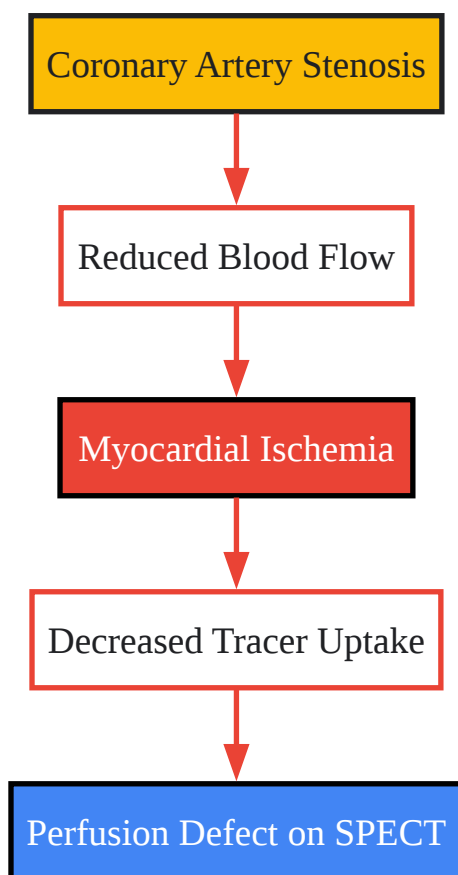 Coronary Artery Stenosis
Reduced Blood Flow
Myocardial Ischemia
Decreased Tracer Uptake
Perfusion Defect on SPECT